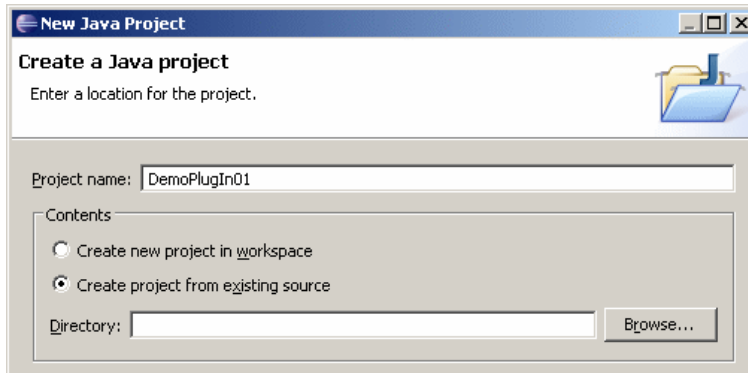 New Java Project
Create a Java project
Enter a location for the project.
Project name: DemoPlugIn01
Contents
Create new project in workspace
Create project from existing source
Directory: Browse...